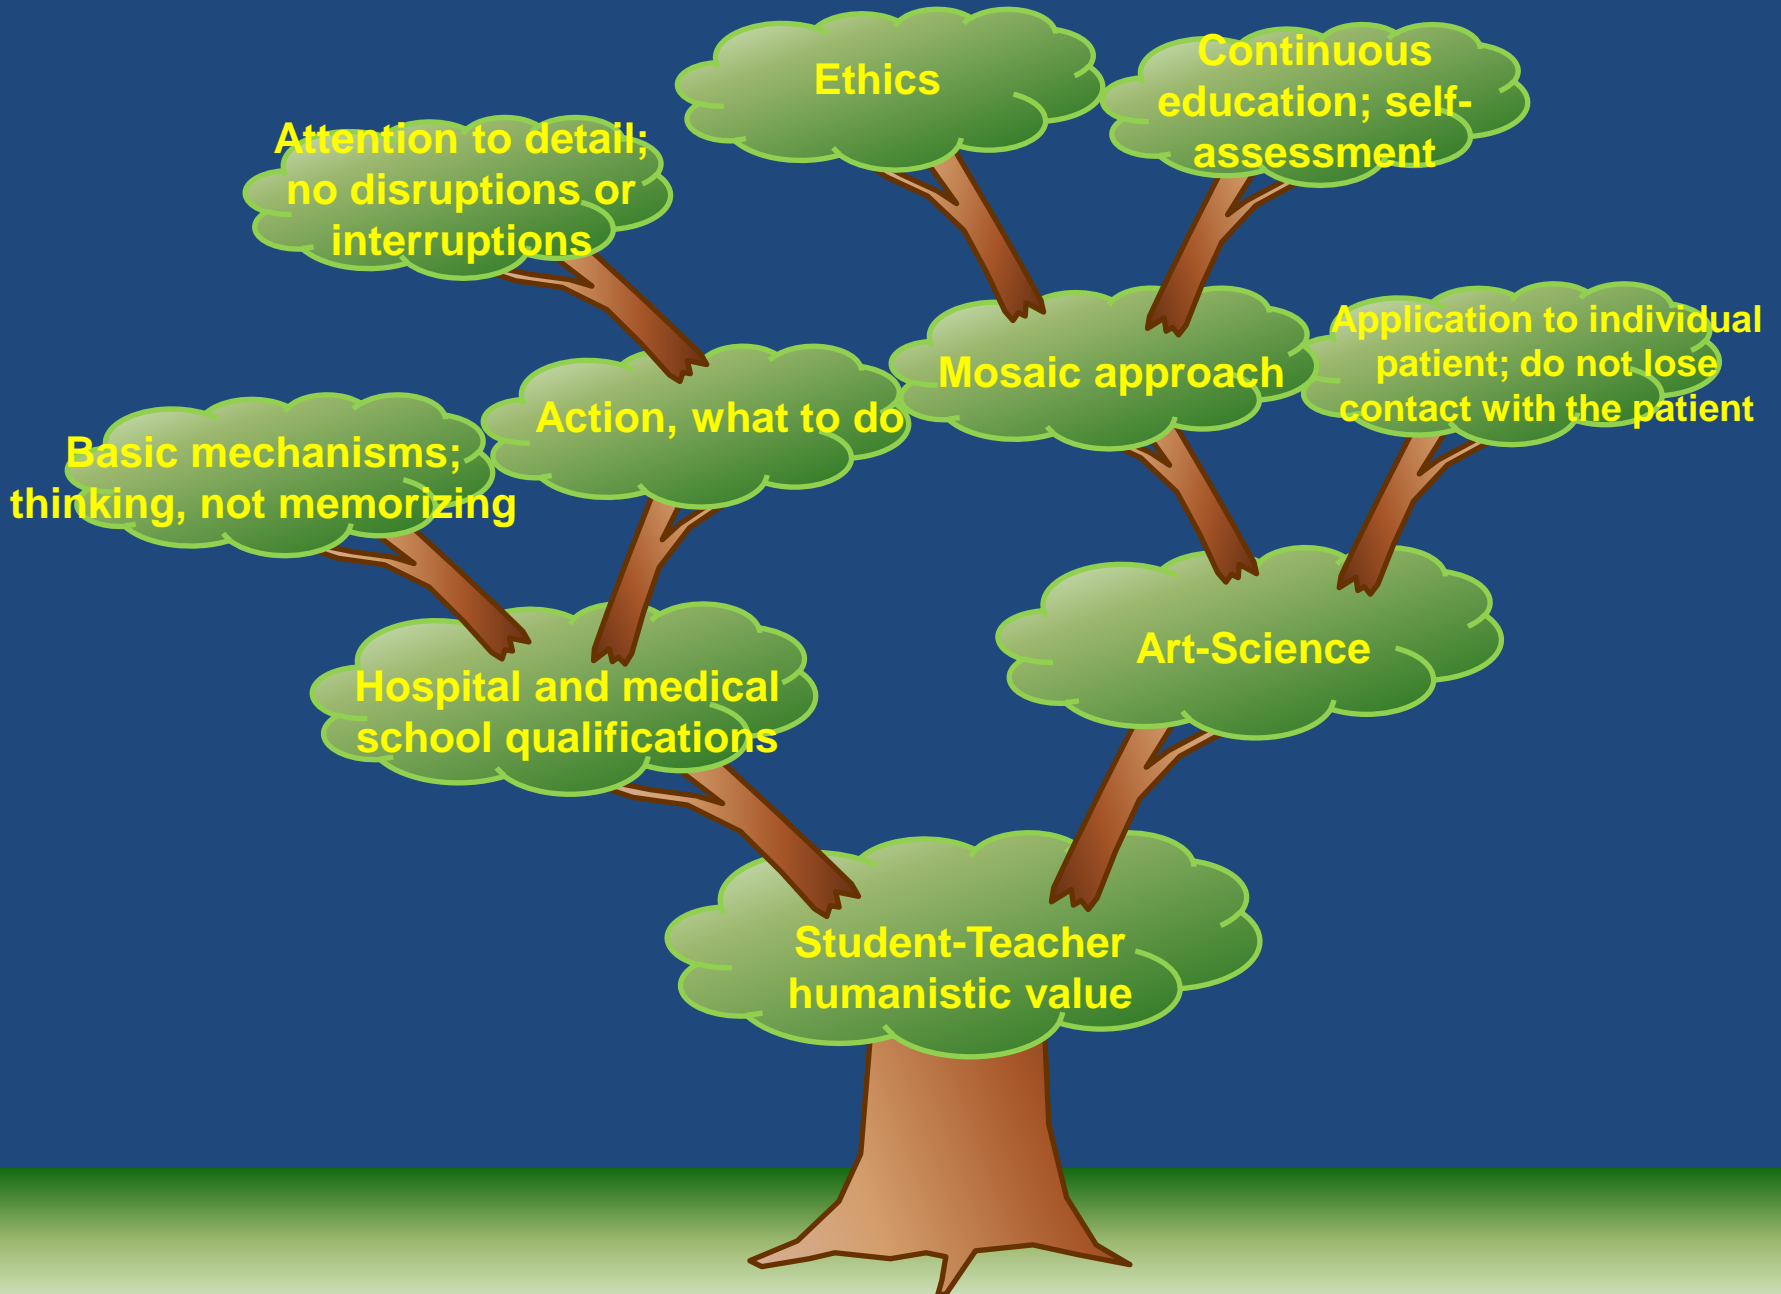 Ethics
Continuous
education; self-
assessment
Attention to detail;
no disruptions or
interruptions
Application to individual
patient; do not lose
contact with the patient
Mosaic approach
Action, what to do
Basic mechanisms;
thinking, not memorizing
Art-Science
Hospital and medical
school qualifications
Student-Teacher
humanistic value